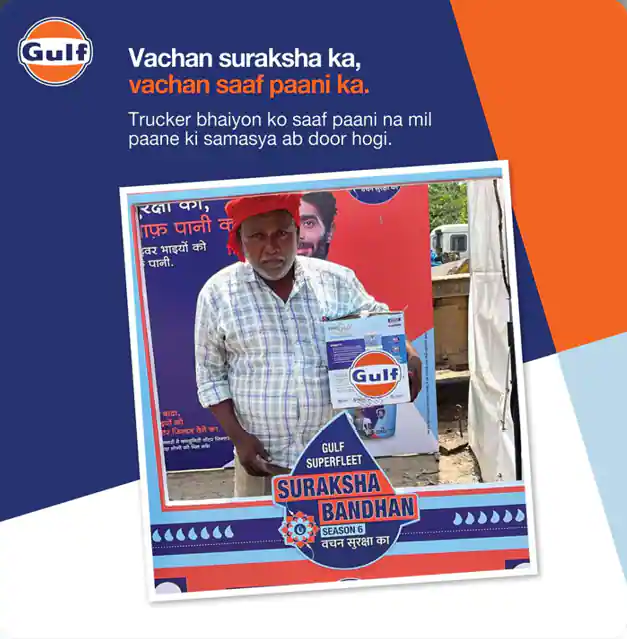 Gulf
Vachan suraksha ka,
vachan saaf paani ka.
Trucker bhaiyon ko saaf paani na mil
paane ki samasya ab door hogi.
रक्षा का,
फ़ पानी
इवर भाइयों को
पानी.
Gulf
GULF
SUPERFLEET
SURAKSHA
BANDHAN
SEASON 6
वचन सुरक्षा का